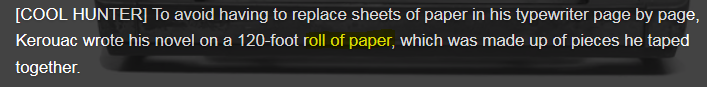 [COOL HUNTER] To avoid having to replace sheets of paper in his typewriter page by page,
Kerouac wrote his novel on a 120-foot roll of paper, which was made up of pieces he taped
together.